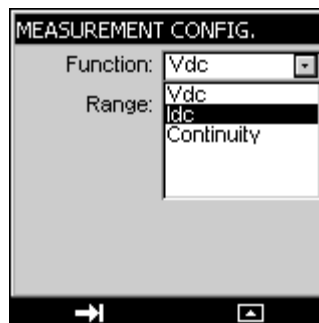 MEASUREMENT CONFIG.
Function: Vdc
Range: Vdc
Idc
Continuity